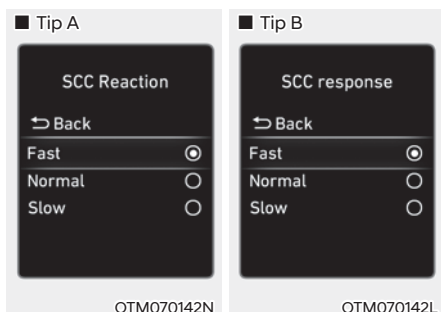 ■ Tip A
SCC Reaction
Back
Fast
Normal
Slow
OTM070142N
■ Tip B
SCC response
Back
Fast
Normal
Slow
OTM070142L